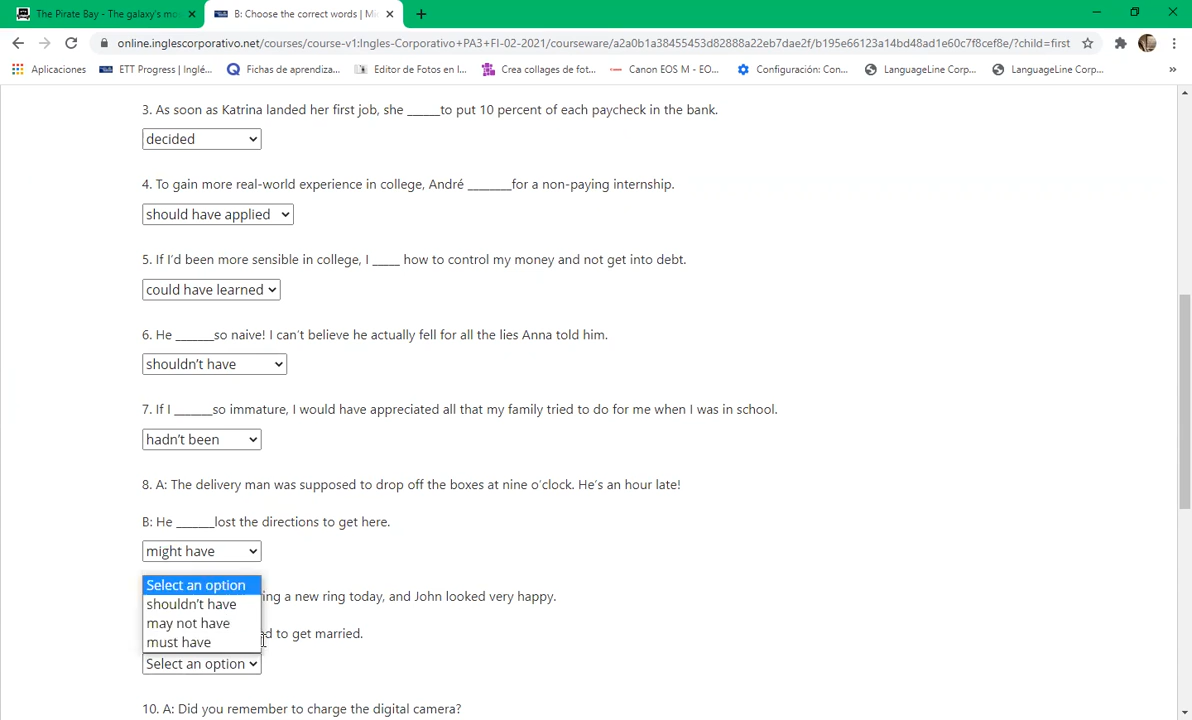 The Pirate Bay - The galaxy's mo
B: Choose the correct words | Mi
online.inglescorporativo.net/courses/course-v1:Ingles-Corporativo+PA3+FI-02-2021/courseware/a2a0b1a38455453d82888a22eb7dae2f/b195e66123a14bd48ad1e60c7f8cef8e/?child=first
Aplicaciones ETT Progress | Inglé... Fichas de aprendiza... Editor de Fotos en l... Crea collages de fot... Canon EOS M - EO... Configuración: Con... LanguageLine Corp... LanguageLine Corp... »
3. As soon as Katrina landed her first job, she _____to put 10 percent of each paycheck in the bank.
decided
4. To gain more real-world experience in college, André _______for a non-paying internship.
should have applied
5. If I'd been more sensible in college, I ____ how to control my money and not get into debt.
could have learned
6. He ______so naive! I can't believe he actually fell for all the lies Anna told him.
shouldn't have
7. If I ______so immature, I would have appreciated all that my family tried to do for me when I was in school.
hadn't been
8. A: The delivery man was supposed to drop off the boxes at nine o'clock. He's an hour late!
B: He ______lost the directions to get here.
might have
Select an option
shouldn't have
ing a new ring today, and John looked very happy.
may not have
must have
d to get married.
Select an option
10. A: Did you remember to charge the digital camera?